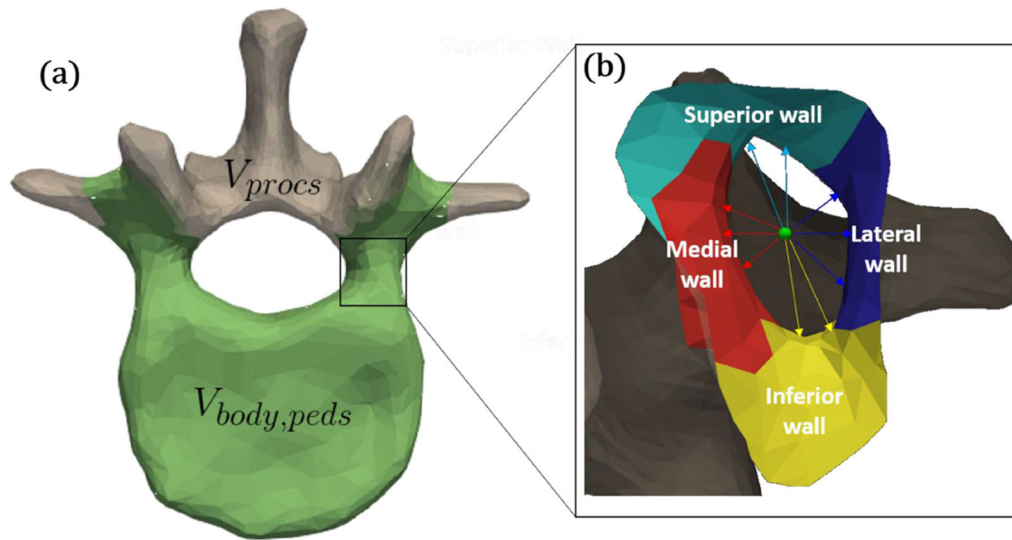 (a)
V_procs
V_body,peds
(b)
Superior wall
Medial wall
Lateral wall
Inferior wall